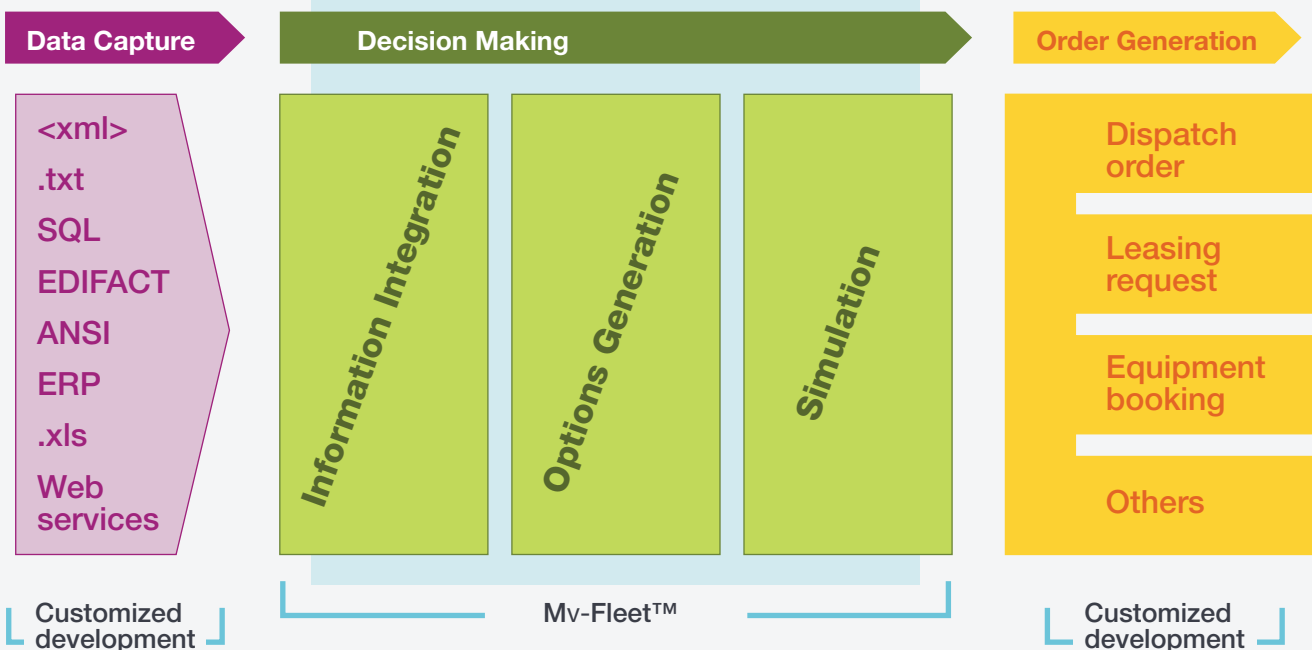 Data Capture
Decision Making
Order Generation
<xml>
.txt
SQL
EDIFACT
ANSI
ERP
.xls
Web
services
Information Integration
Options Generation
Simulation
Dispatch
order
Leasing
request
Equipment
booking
Others
Customized
development
Mv-Fleet™
Customized
development